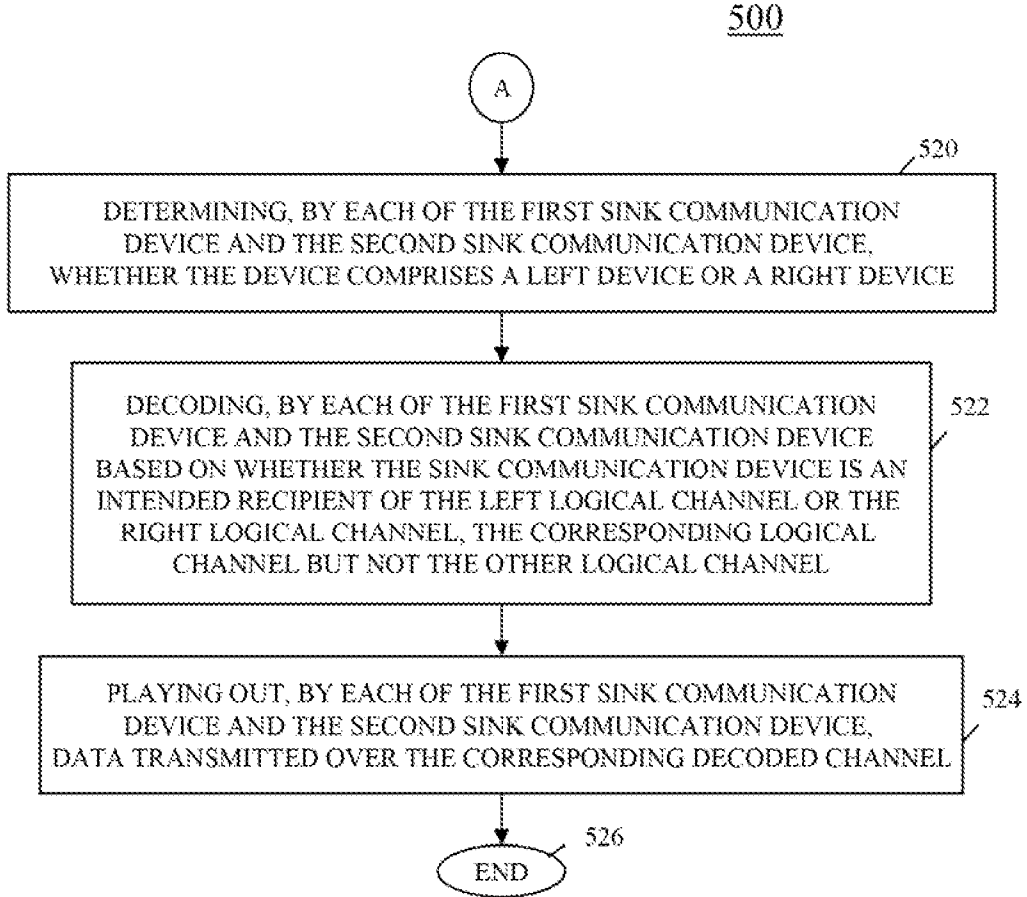 500
A
520
DETERMINING, BY EACH OF THE FIRST SINK COMMUNICATION
DEVICE AND THE SECOND SINK COMMUNICATION DEVICE,
WHETHER THE DEVICE COMPRISES A LEFT DEVICE OR A RIGHT DEVICE
522
DECODING, BY EACH OF THE FIRST SINK COMMUNICATION
DEVICE AND THE SECOND SINK COMMUNICATION DEVICE
BASED ON WHETHER THE SINK COMMUNICATION DEVICE IS AN
INTENDED RECIPIENT OF THE LEFT LOGICAL CHANNEL OR THE
RIGHT LOGICAL CHANNEL, THE CORRESPONDING LOGICAL
CHANNEL BUT NOT THE OTHER LOGICAL CHANNEL
524
PLAYING OUT, BY EACH OF THE FIRST SINK COMMUNICATION
DEVICE AND THE SECOND SINK COMMUNICATION DEVICE,
DATA TRANSMITTED OVER THE CORRESPONDING DECODED CHANNEL
526
END